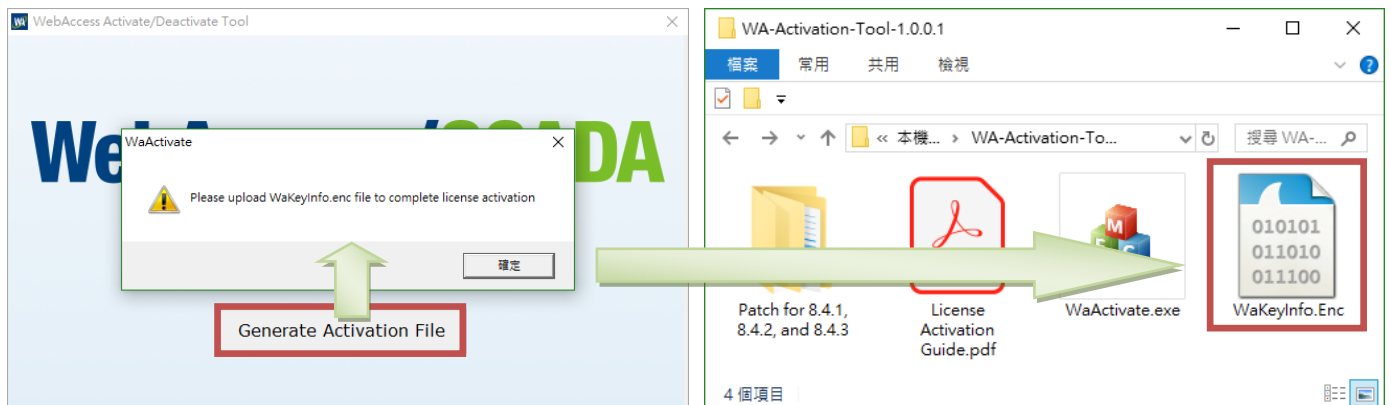 WebAccess Activate/Deactivate Tool
We
DA
WaActivate
Please upload WaKeyInfo.enc file to complete license activation
確定
Generate Activation File
WA-Activation-Tool-1.0.0.1
檔案 常用 共用 檢視
« 本機... › WA-Activation-To...
搜尋 WA-...
010101
011010
011100
Patch for 8.4.1,
8.4.2, and 8.4.3
License
Activation
Guide.pdf
WaActivate.exe
WaKeyInfo.Enc
4 個項目